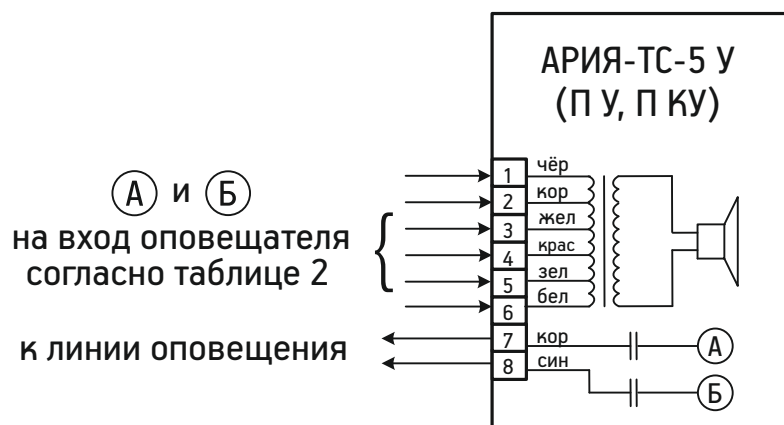 АРИЯ-ТС-5 У
(П У, П КУ)
А и Б
на вход оповещателя
согласно таблице 2
к линии оповещения
1 чёр
2 кор
3 жел
4 крас
5 зел
6 бел
7 кор А
8 син Б